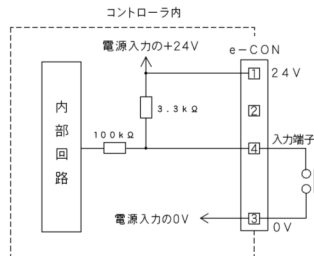 コントローラ内
電源入力の+24V
e-CON
1 24V
3.3kΩ
2
内部回路
100kΩ
4 入力端子
電源入力の0V
3 0V